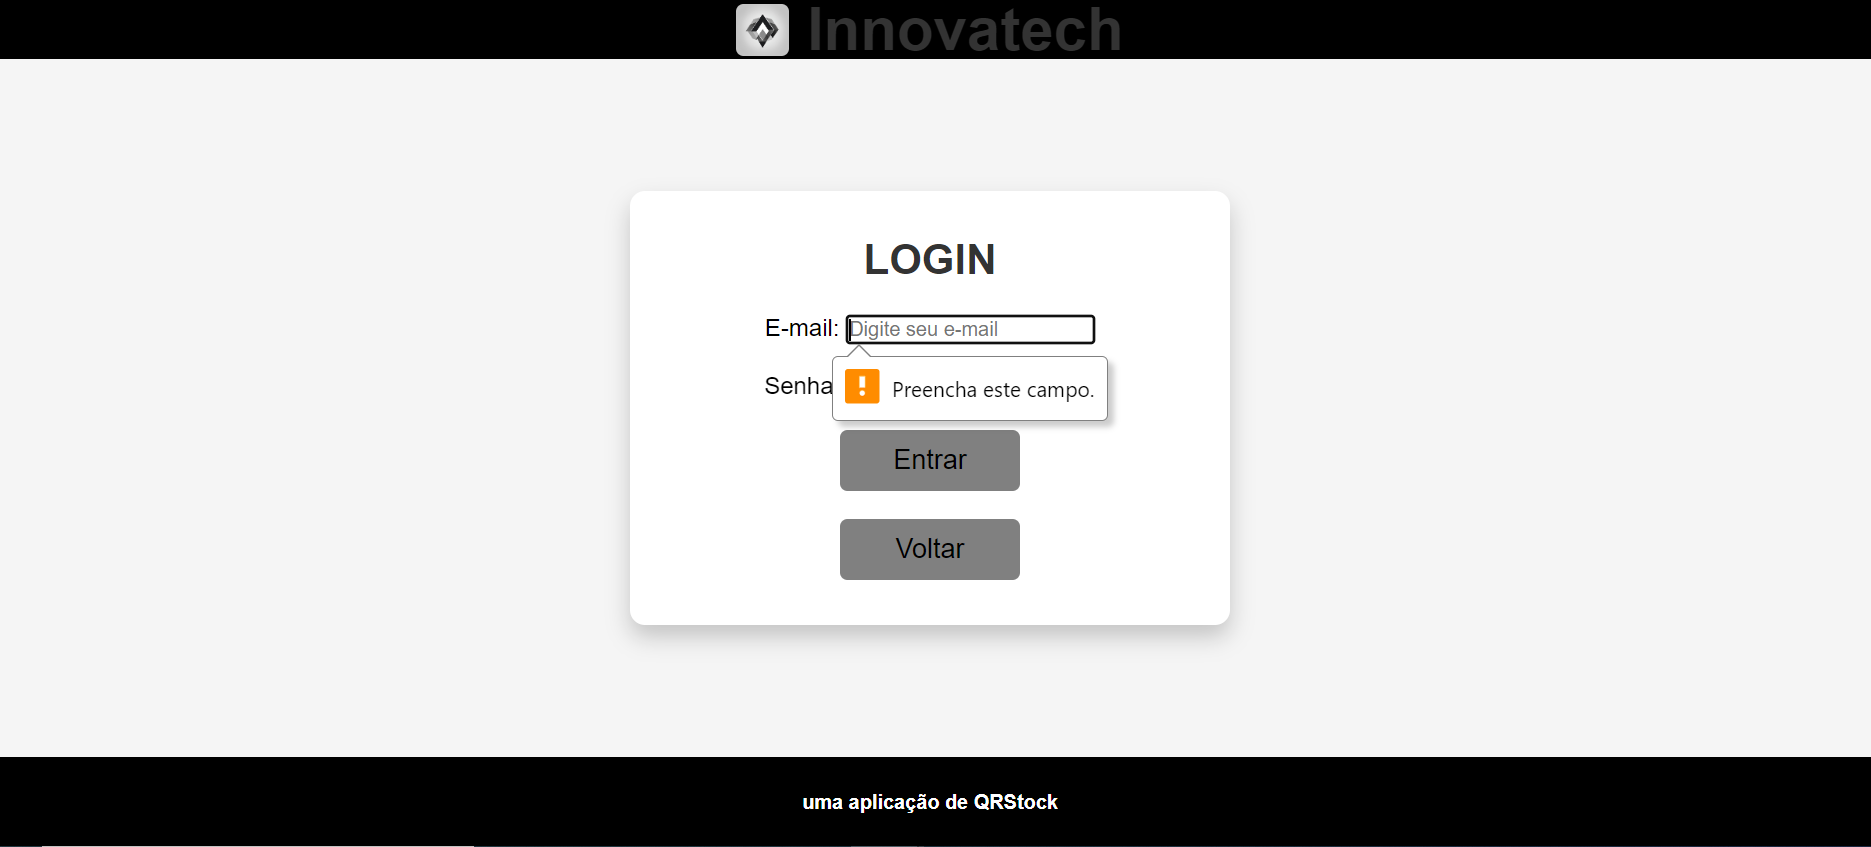 Innovatech
LOGIN
E-mail: Digite seu e-mail
Senha
Preencha este campo.
Entrar
Voltar
uma aplicação de QRStock